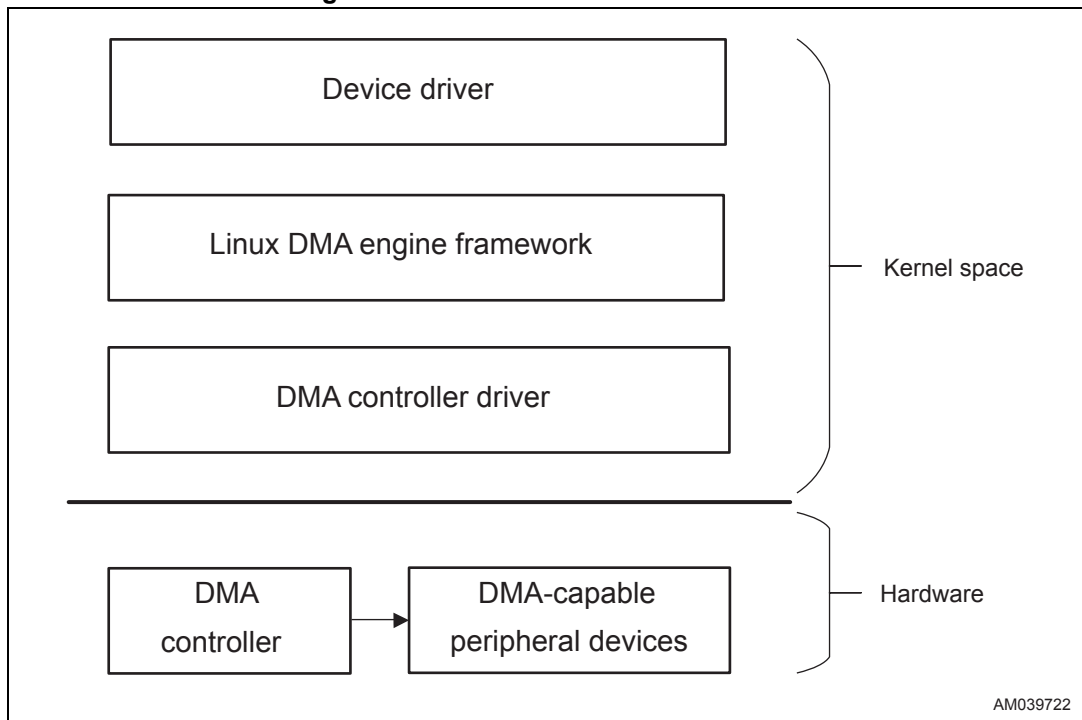 Device driver
Linux DMA engine framework
Kernel space
DMA controller driver
DMA
controller
DMA-capable
peripheral devices
Hardware
AM039722